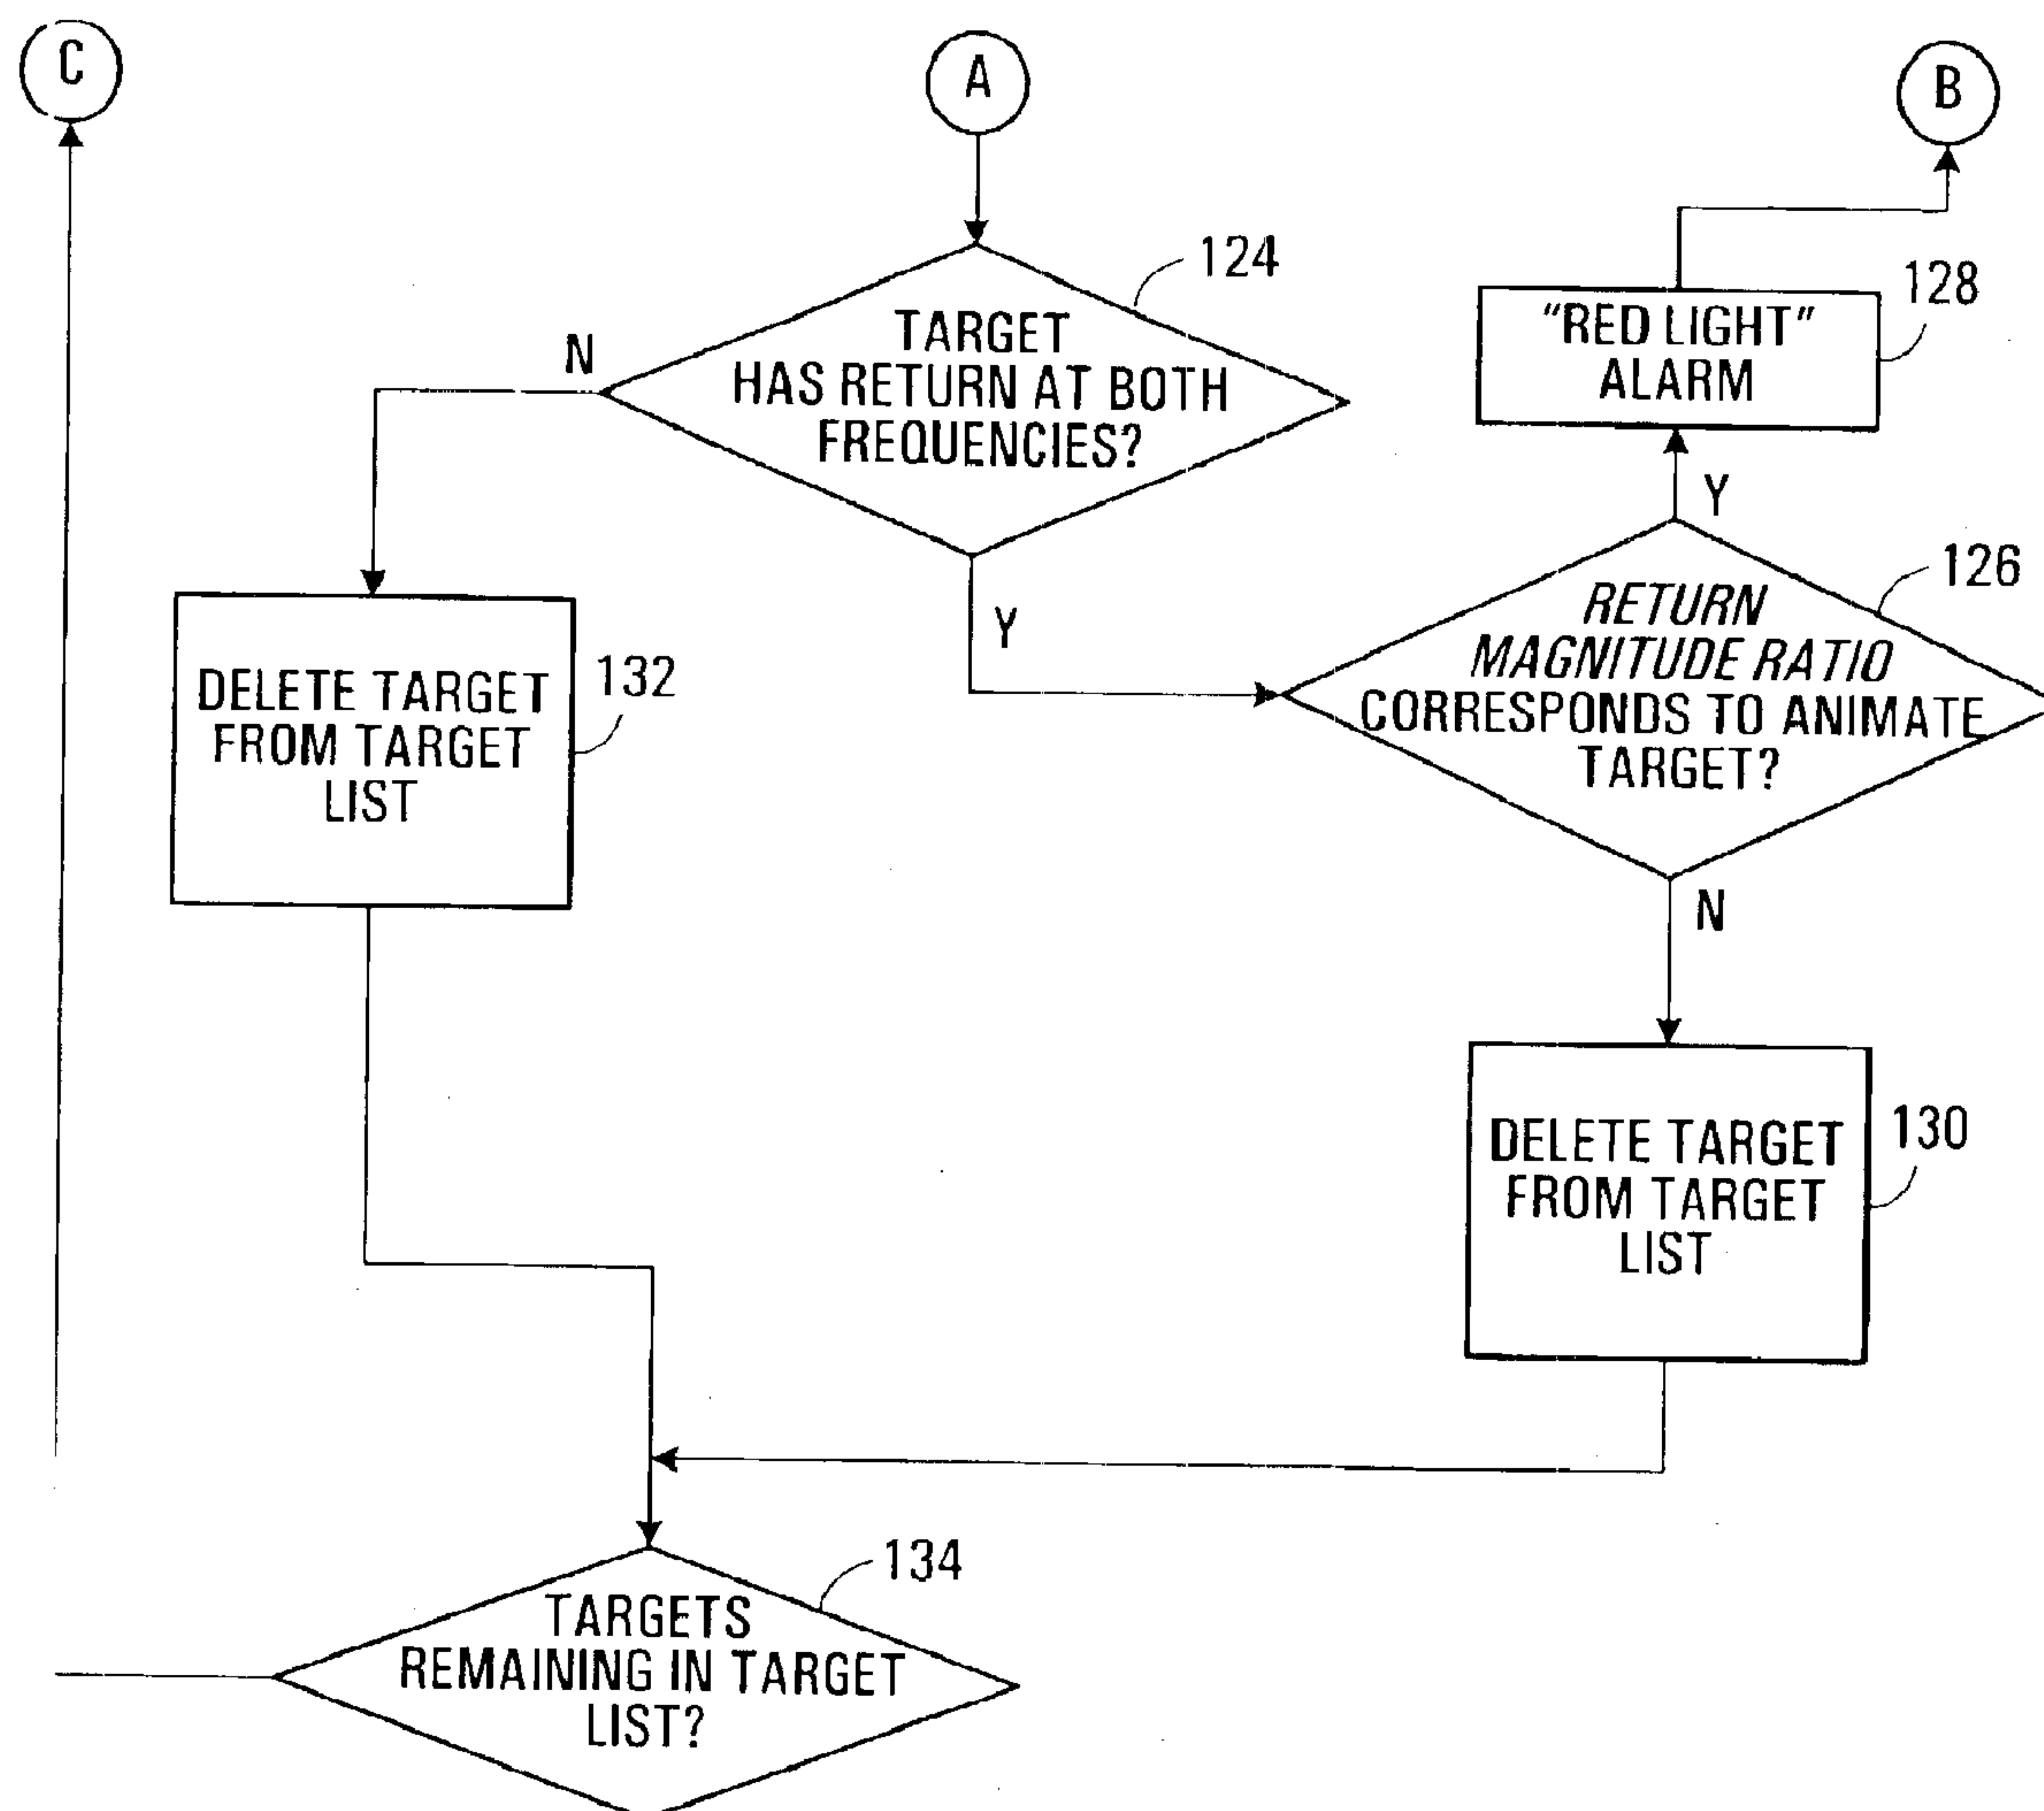 C
A
B
124
TARGET
HAS RETURN AT BOTH
FREQUENCIES?
N
Y
128
"RED LIGHT"
ALARM
Y
126
RETURN
MAGNITUDE RATIO
CORRESPONDS TO ANIMATE
TARGET?
N
132
DELETE TARGET
FROM TARGET
LIST
130
DELETE TARGET
FROM TARGET
LIST
134
TARGETS
REMAINING IN TARGET
LIST?